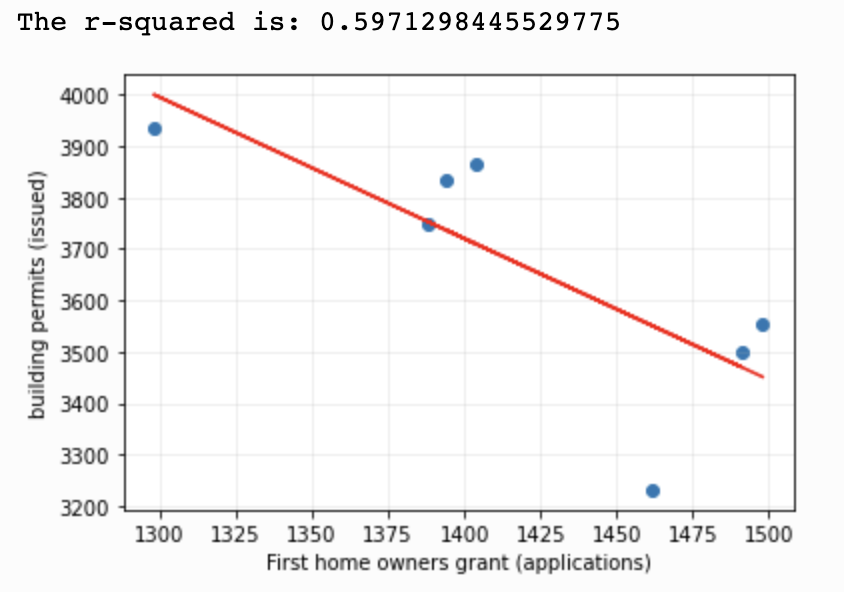 The r-squared is: 0.5971298445529775
4000
3900
3800
3700
3600
3500
3400
3300
3200
building permits (issued)
1300 1325 1350 1375 1400 1425 1450 1475 1500
First home owners grant (applications)